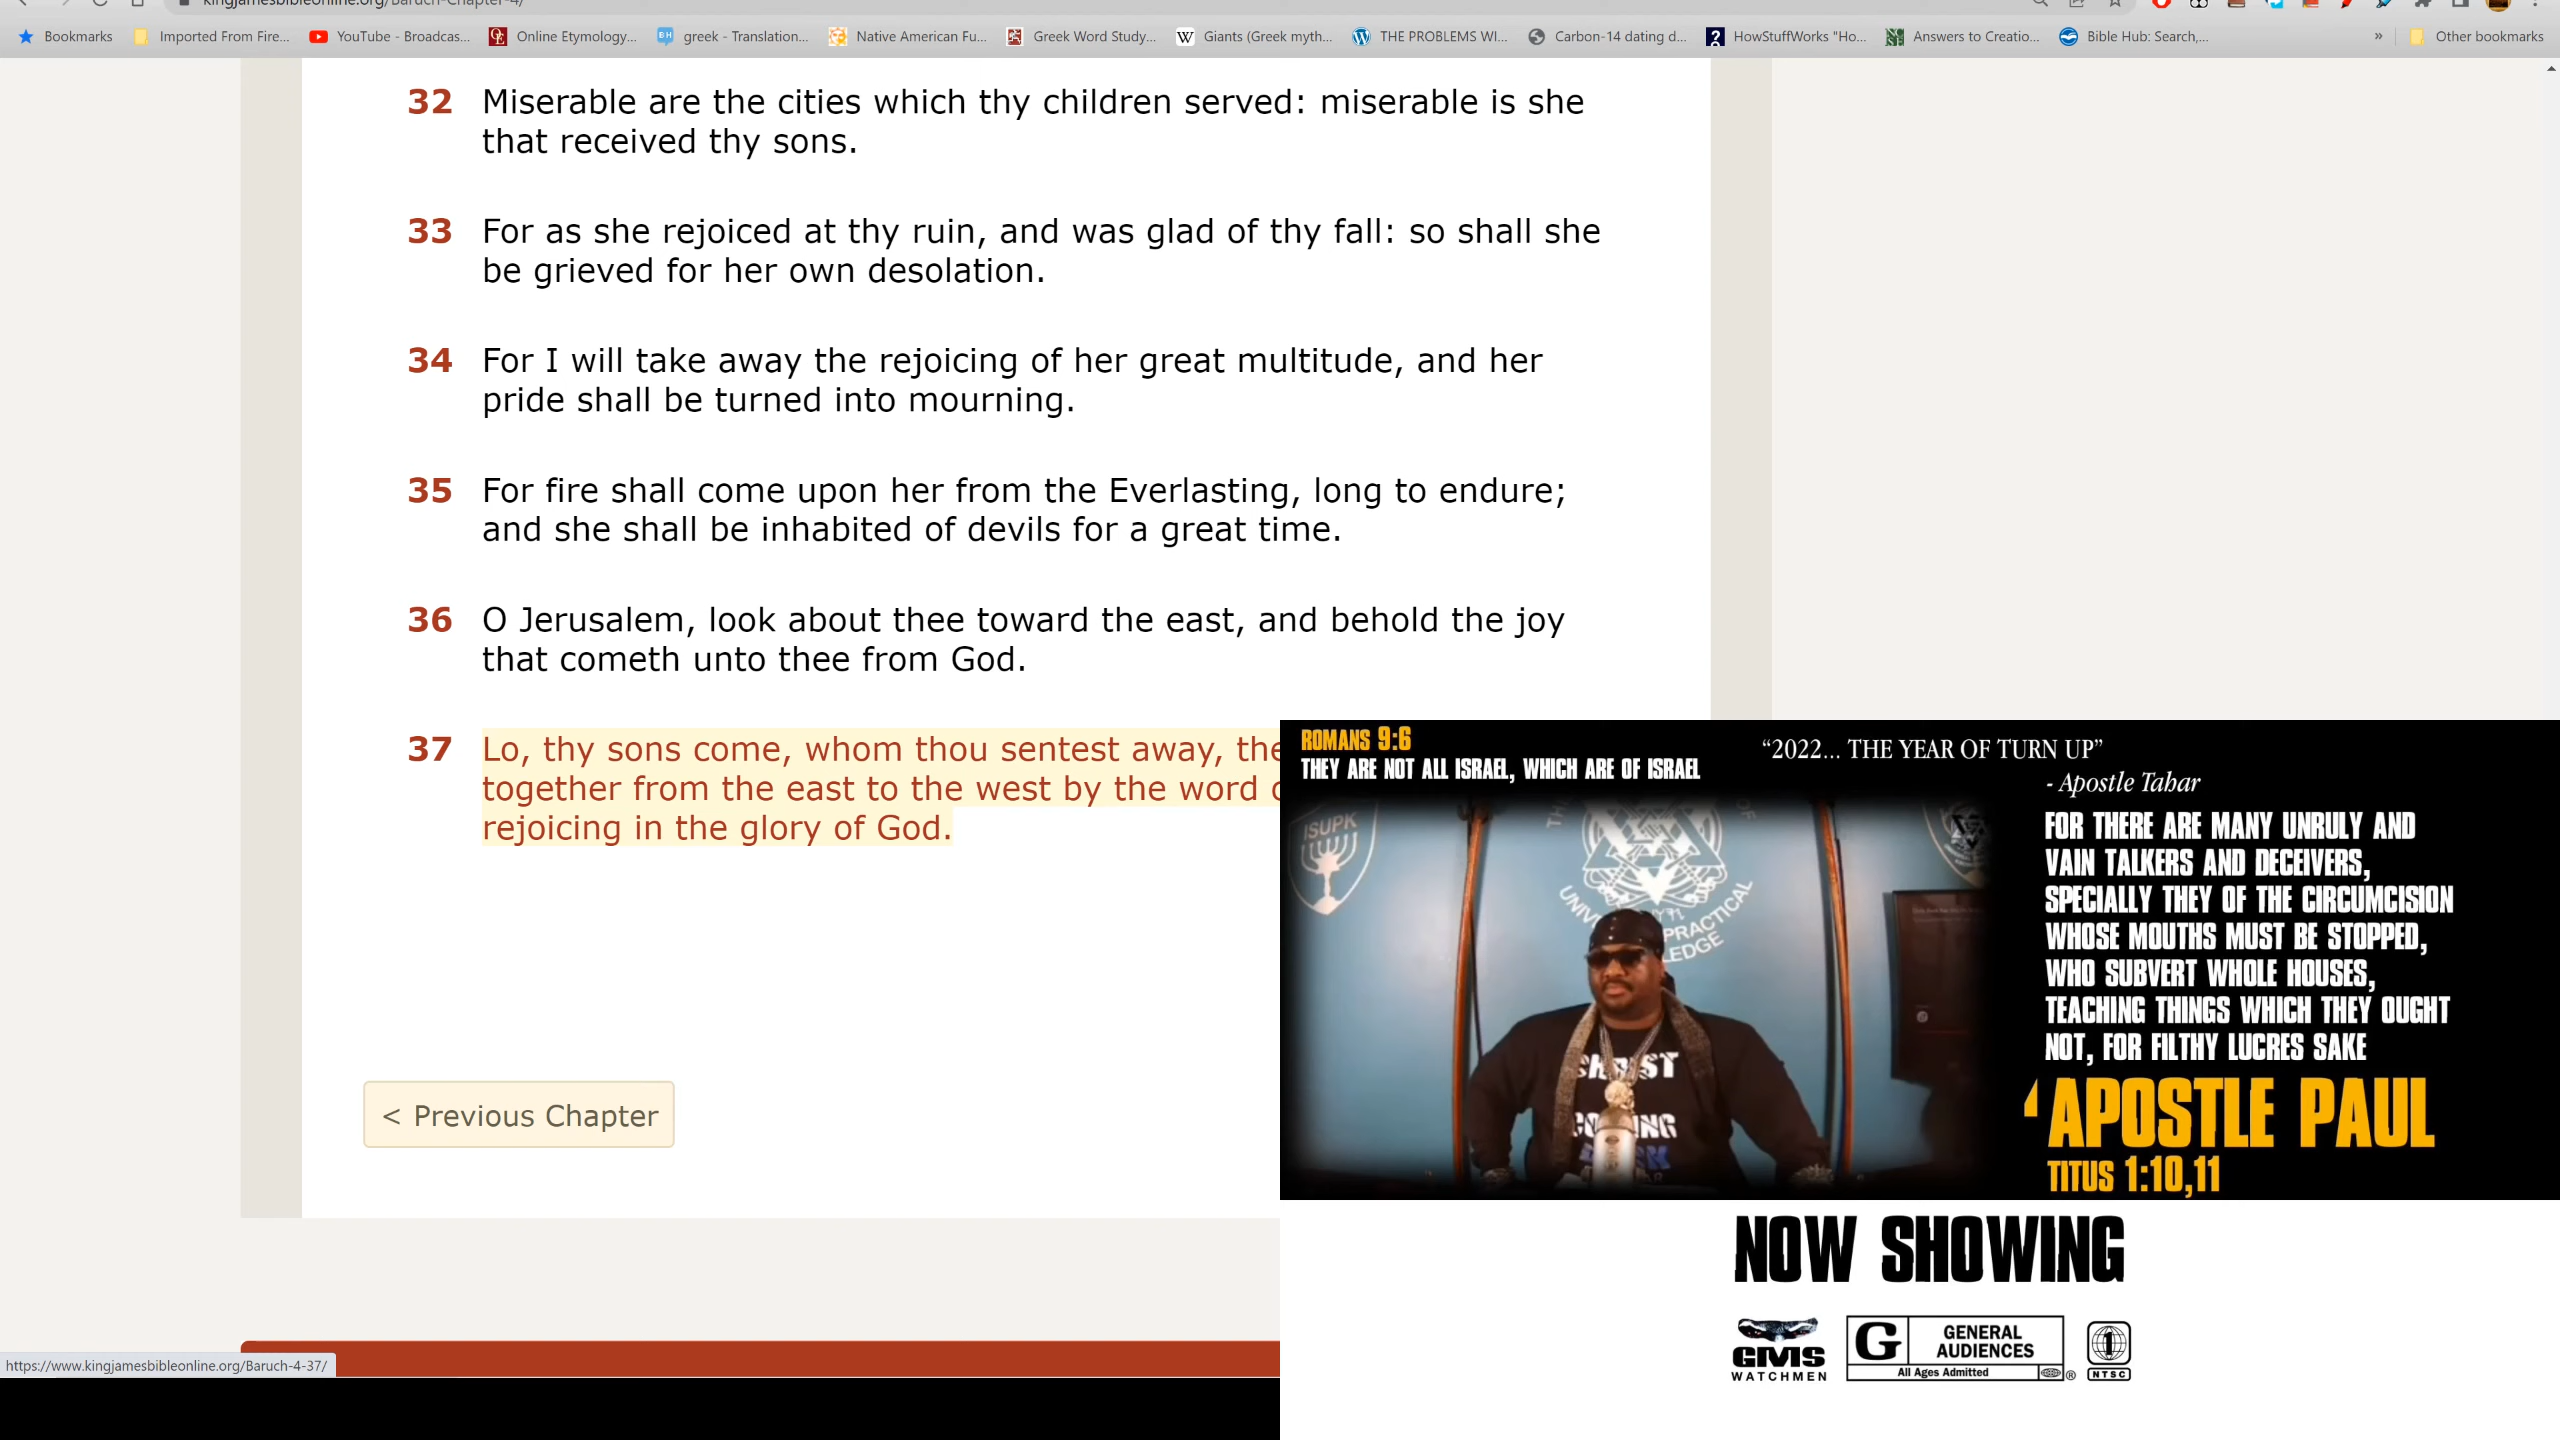 kingjamesbibleonline.org/Baruch-Chapter-4/
Bookmarks
Imported From Fire...
YouTube - Broadcas...
Online Etymology...
greek - Translation...
Native American Fu...
Greek Word Study...
Giants (Greek myth...
THE PROBLEMS WI...
Carbon-14 dating d...
HowStuffWorks "Ho...
Answers to Creatio...
Bible Hub: Search,...
»
Other bookmarks
32 Miserable are the cities which thy children served: miserable is she
that received thy sons.
33 For as she rejoiced at thy ruin, and was glad of thy fall: so shall she
be grieved for her own desolation.
34 For I will take away the rejoicing of her great multitude, and her
pride shall be turned into mourning.
35 For fire shall come upon her from the Everlasting, long to endure;
and she shall be inhabited of devils for a great time.
36 O Jerusalem, look about thee toward the east, and behold the joy
that cometh unto thee from God.
37 Lo, thy sons come, whom thou sentest away, the
together from the east to the west by the word
rejoicing in the glory of God.
< Previous Chapter
https://www.kingjamesbibleonline.org/Baruch-4-37/
ROMANS 9:6
THEY ARE NOT ALL ISRAEL, WHICH ARE OF ISRAEL
“2022... THE YEAR OF TURN UP”
- Apostle Tahar
ISUPK
OF
PRACTICAL
CHRIST
FOR THERE ARE MANY UNRULY AND
VAIN TALKERS AND DECEIVERS,
SPECIALLY THEY OF THE CIRCUMCISION
WHOSE MOUTHS MUST BE STOPPED,
WHO SUBVERT WHOLE HOUSES,
TEACHING THINGS WHICH THEY OUGHT
NOT, FOR FILTHY LUCRES SAKE
‘APOSTLE PAUL
TITUS 1:10,11
NOW SHOWING
GMS
WATCHMEN
G
GENERAL
AUDIENCES
All Ages Admitted
®
1
NTSC